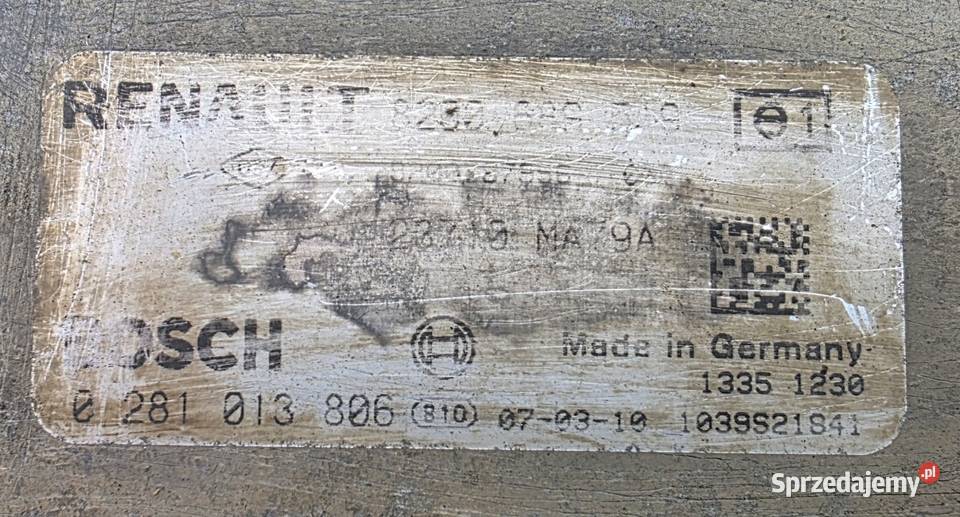 RENAULT
23710 MA79A
BOSCH
Made in Germany
1335 1230
0 281 013 806 (810) 07-03-10 1039S21841
Sprzedajemy.pl